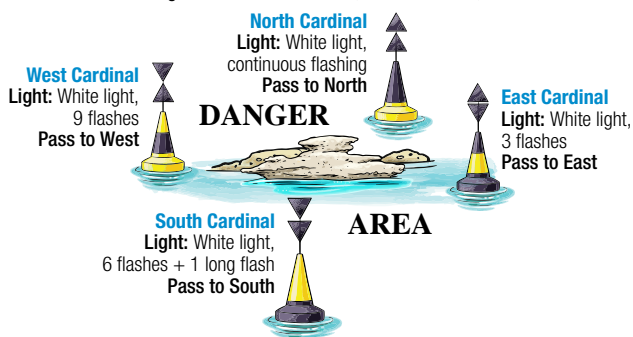 North Cardinal
Light: White light,
continuous flashing
Pass to North
West Cardinal
Light: White light,
9 flashes
Pass to West
DANGER
East Cardinal
Light: White light,
3 flashes
Pass to East
AREA
South Cardinal
Light: White light,
6 flashes + 1 long flash
Pass to South